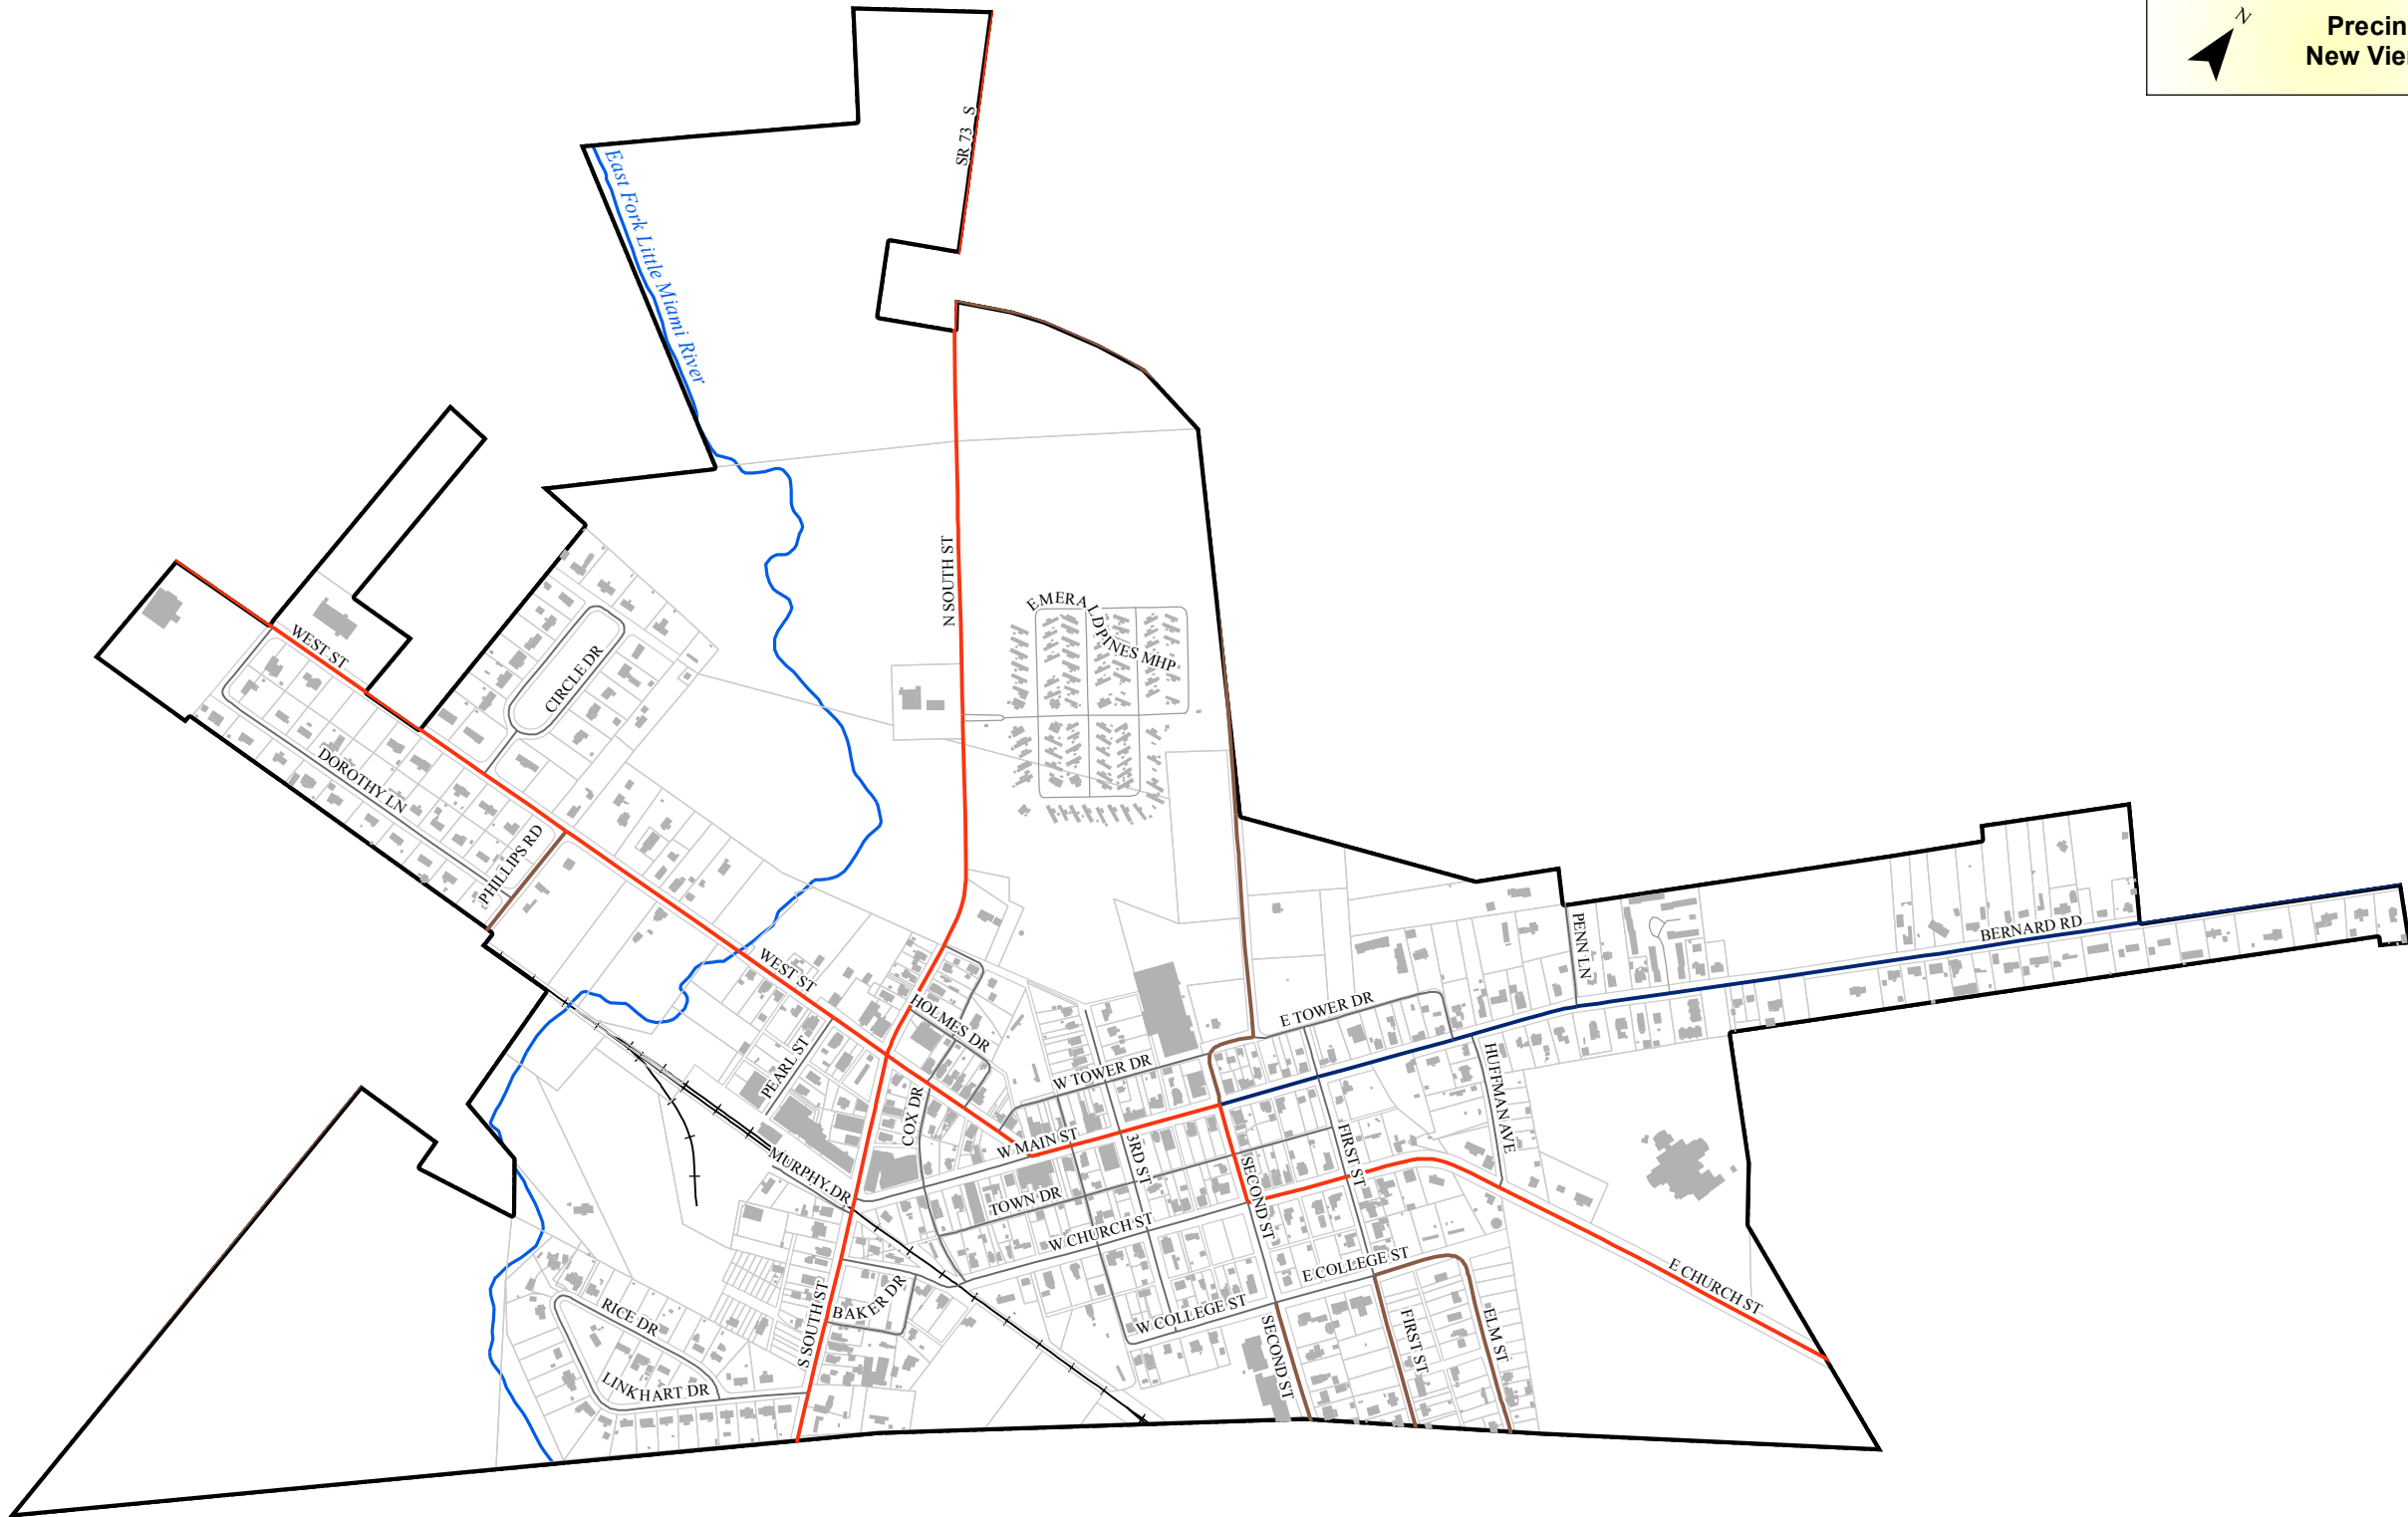 N
Precin
New Vie
SR 73 S
East Fork Little Miami River
N SOUTH ST
EMERALD PINES MHP
WEST ST
CIRCLE DR
DOROTHY LN
PHILLIPS RD
WEST ST
HOLMES DR
PEARL ST
COX DR
W TOWER DR
E TOWER DR
PENN LN
BERNARD RD
HUFFMAN AVE
W MAIN ST
3RD ST
FIRST ST
MURPHY DR
TOWN DR
SECOND ST
W CHURCH ST
E COLLEGE ST
E CHURCH ST
BAKER DR
S SOUTH ST
RICE DR
W COLLEGE ST
SECOND ST
FIRST ST
ELM ST
LINKHART DR